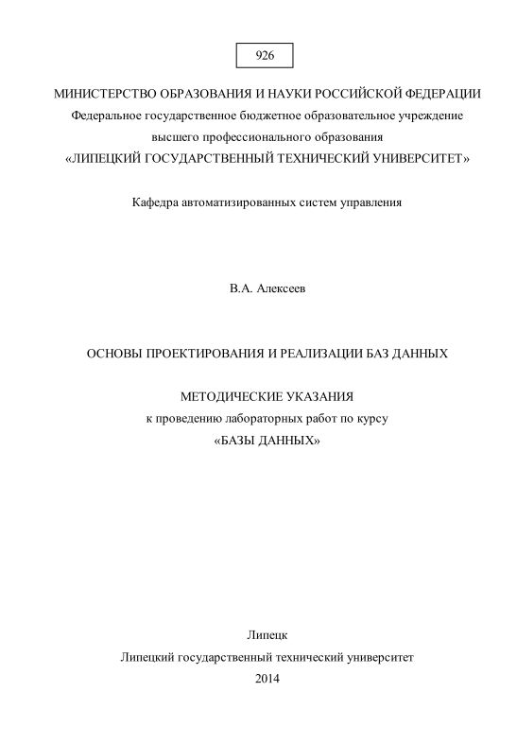 926
МИНИСТЕРСТВО ОБРАЗОВАНИЯ И НАУКИ РОССИЙСКОЙ ФЕДЕРАЦИИ
Федеральное государственное бюджетное образовательное учреждение
высшего профессионального образования
«ЛИПЕЦКИЙ ГОСУДАРСТВЕННЫЙ ТЕХНИЧЕСКИЙ УНИВЕРСИТЕТ»
Кафедра автоматизированных систем управления
В.А. Алексеев
ОСНОВЫ ПРОЕКТИРОВАНИЯ И РЕАЛИЗАЦИИ БАЗ ДАННЫХ
МЕТОДИЧЕСКИЕ УКАЗАНИЯ
к проведению лабораторных работ по курсу
«БАЗЫ ДАННЫХ»
Липецк
Липецкий государственный технический университет
2014